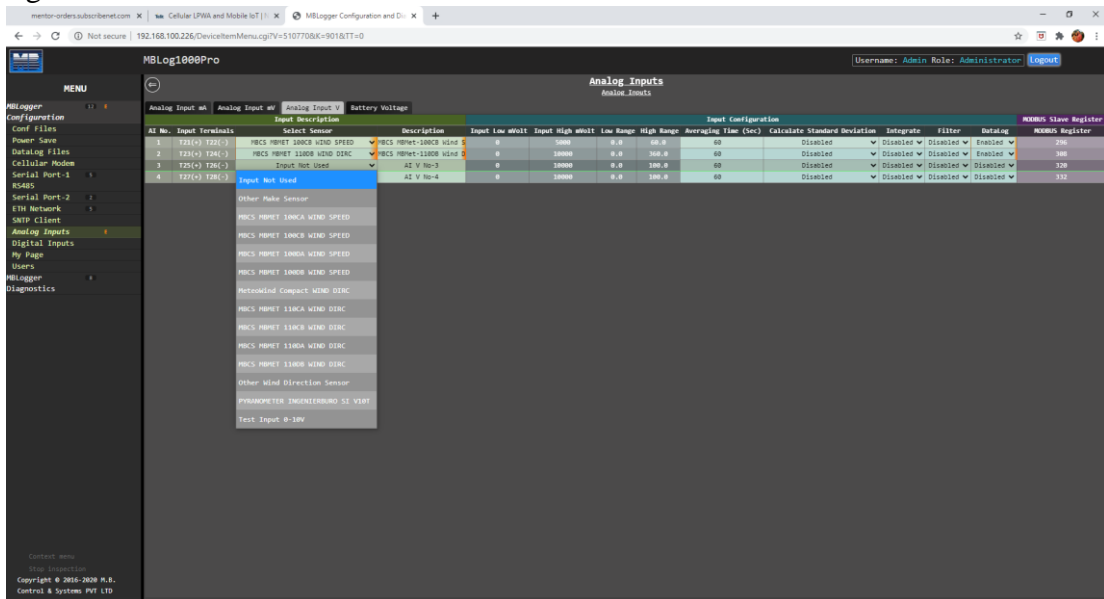 mentor-orders.subscribenet.com
Cellular LPWA and Mobile IoT |
MBLogger Configuration and Di
Not secure | 192.168.100.226/DeviceItemMenu.cgi?V=510770&K=901&TT=0
MBLog1000Pro
Username: Admin Role: Administrator Logout
MENU
MBLogger
Configuration
Conf Files
Power Save
DataLog Files
Cellular Modem
Serial Port-1
RS485
Serial Port-2
ETH Network
SNTP Client
Analog Inputs
Digital Inputs
My Page
Users
MBLogger
Diagnostics
Analog Inputs
Analog Inputs
Analog Input mA Analog Input mV Analog Input V Battery Voltage
Input Description Input Configuration MODBUS Slave Register
AI No. Input Terminals Select Sensor Description Input Low mVolt Input High mVolt Low Range High Range Averaging Time (Sec) Calculate Standard Deviation Integrate Filter DataLog MODBUS Register
1 T21(+) T22(-) MBCS MBMET 100CB WIND SPEED MBCS MBMet-100CB Wind S 0 5000 0.0 60.0 60 Disabled Disabled Disabled Enabled 296
2 T23(+) T24(-) MBCS MBMET 110DB WIND DIRC MBCS MBMet-110DB Wind D 0 10000 0.0 360.0 60 Disabled Disabled Disabled Enabled 308
3 T25(+) T26(-) Input Not Used AI V No-3 0 10000 0.0 100.0 60 Disabled Disabled Disabled Disabled 320
4 T27(+) T28(-) AI V No-4 0 10000 0.0 100.0 60 Disabled Disabled Disabled Disabled 332
Input Not Used
Other Make Sensor
MBCS MBMET 100CA WIND SPEED
MBCS MBMET 100CB WIND SPEED
MBCS MBMET 100DA WIND SPEED
MBCS MBMET 100DB WIND SPEED
MeteoWind Compact WIND DIRC
MBCS MBMET 110CA WIND DIRC
MBCS MBMET 110CB WIND DIRC
MBCS MBMET 110DA WIND DIRC
MBCS MBMET 110DB WIND DIRC
Other Wind Direction Sensor
PYRANOMETER INGENIERBURO SI V10T
Test Input 0-10V
Context menu
Stop Inspection
Copyright © 2016-2020 M.B.
Control & Systems PVT LTD